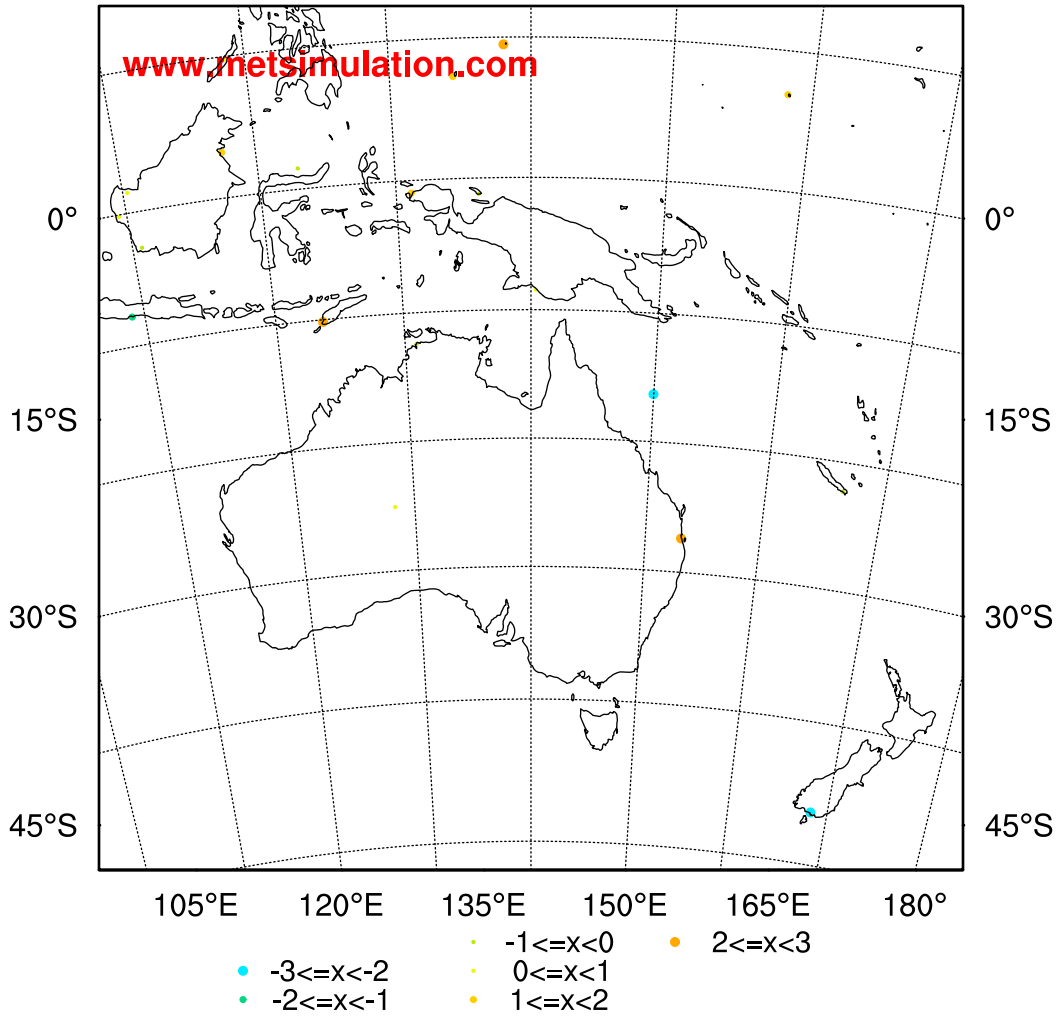 www.metsimulation.com
0° 0°
15°S 15°S
30°S 30°S
45°S 45°S
105°E 120°E 135°E 150°E 165°E 180°
-1<=x<0 2<=x<3
-3<=x<-2 0<=x<1
-2<=x<-1 1<=x<2